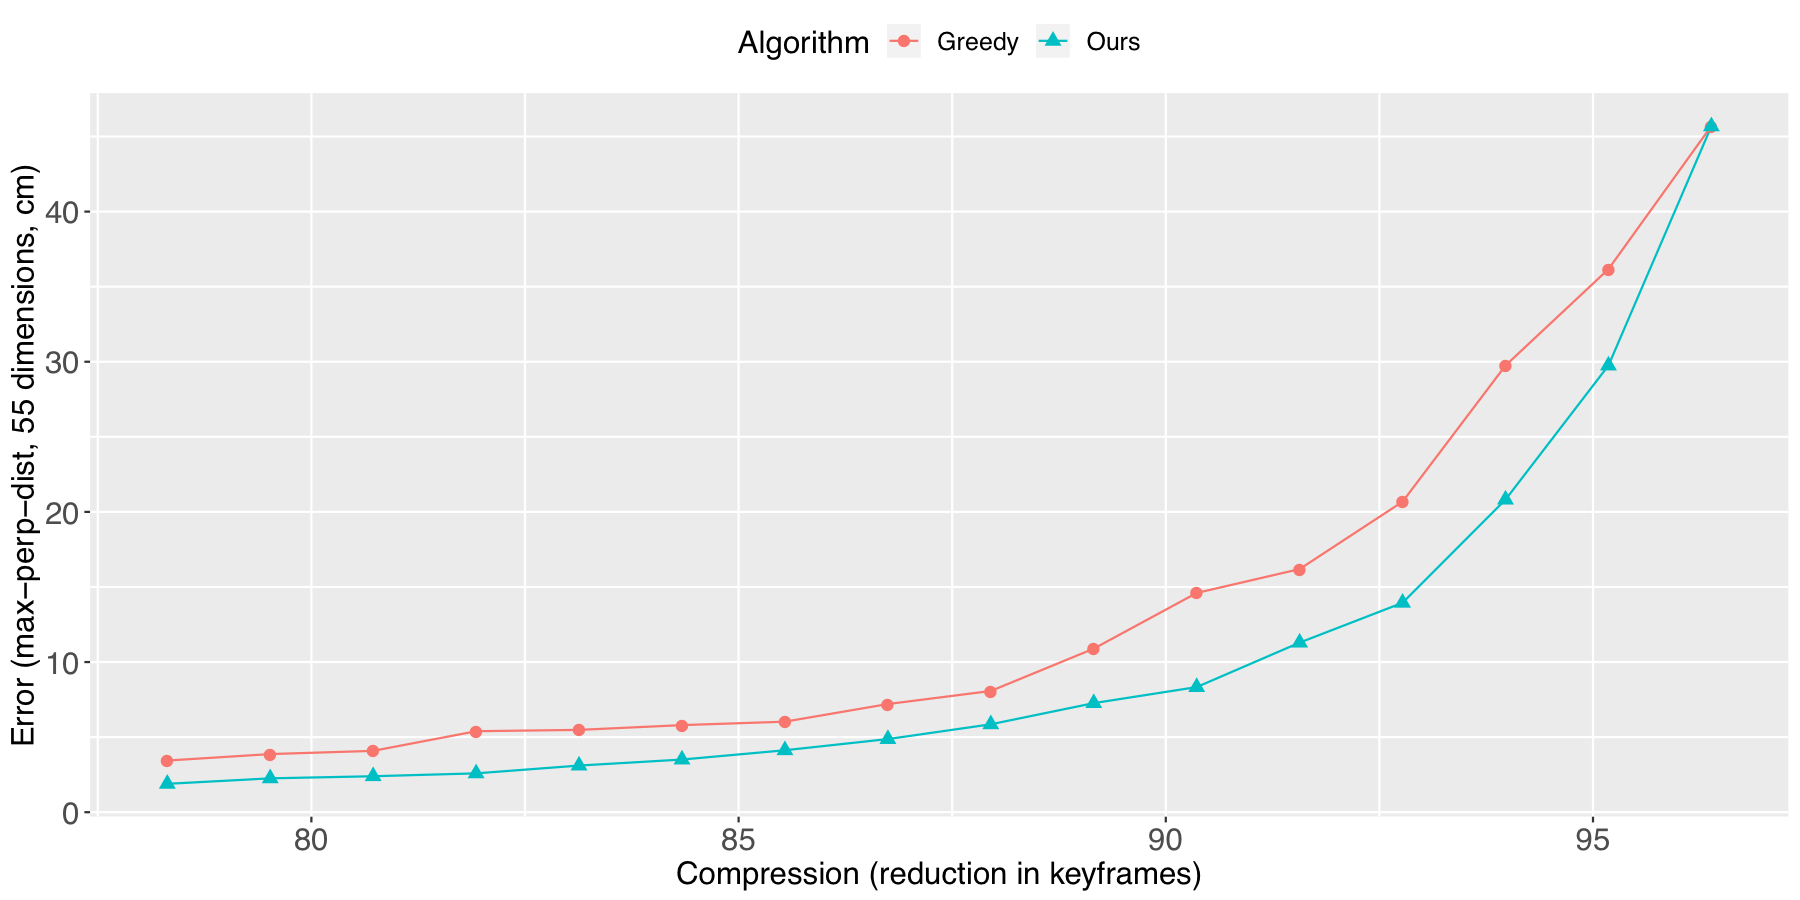 Algorithm Greedy Ours
Error (max−perp−dist, 55 dimensions, cm)
40
30
20
10
0
80 85 90 95
Compression (reduction in keyframes)